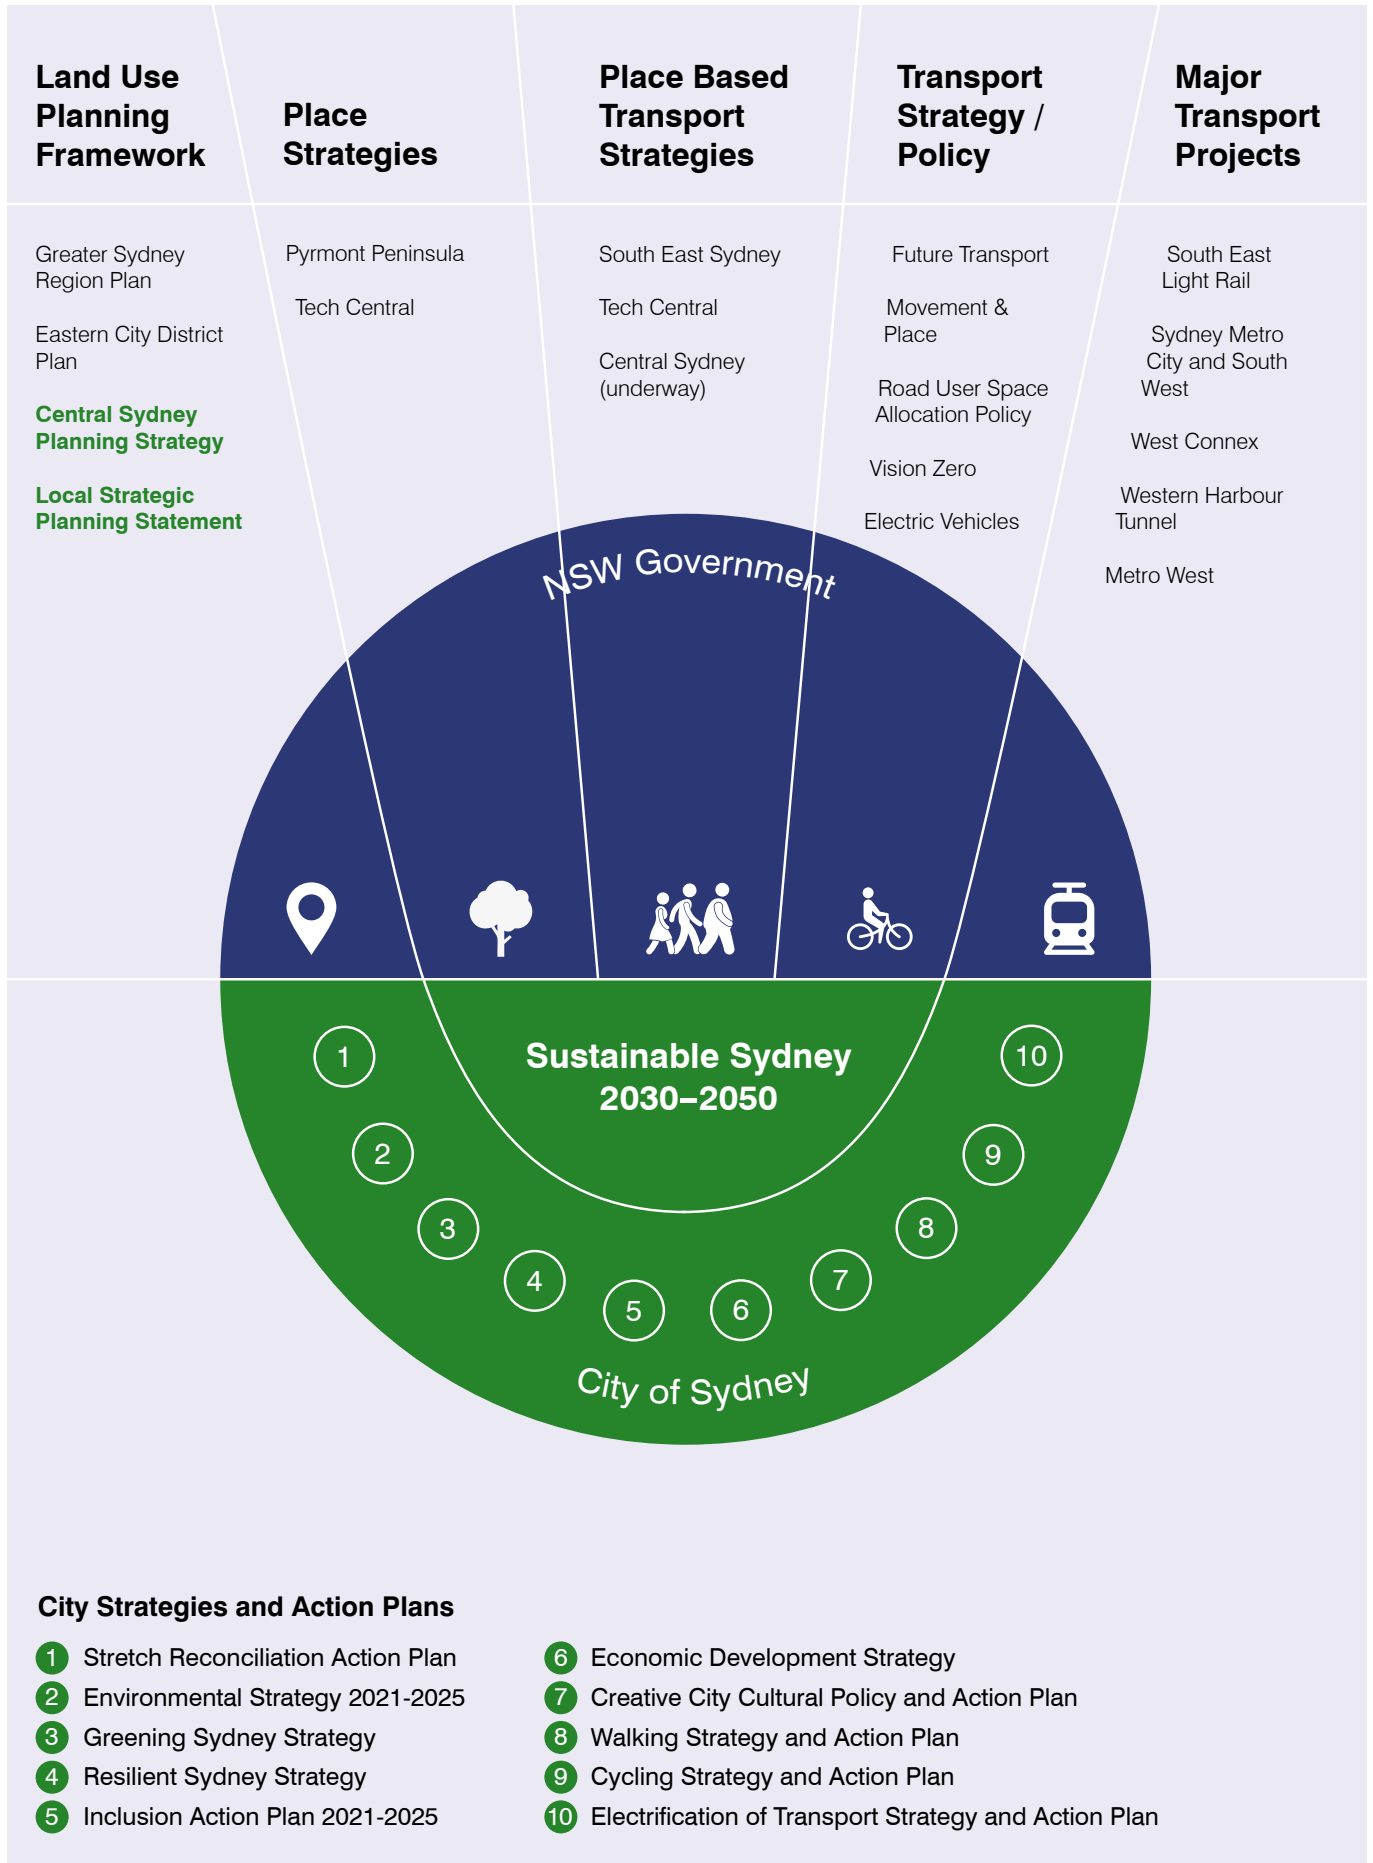 Land Use
Planning
Framework
Place
Strategies
Place Based
Transport
Strategies
Transport
Strategy /
Policy
Major
Transport
Projects
Greater Sydney
Region Plan
Eastern City District
Plan
Central Sydney
Planning Strategy
Local Strategic
Planning Statement
Pyrmont Peninsula
Tech Central
South East Sydney
Tech Central
Central Sydney
(underway)
Future Transport
Movement &
Place
Road User Space
Allocation Policy
Vision Zero
Electric Vehicles
South East
Light Rail
Sydney Metro
City and South
West
West Connex
Western Harbour
Tunnel
Metro West
NSW Government
Sustainable Sydney
2030–2050
1
2
3
4
5
6
7
8
9
10
City of Sydney
City Strategies and Action Plans
1 Stretch Reconciliation Action Plan
2 Environmental Strategy 2021-2025
3 Greening Sydney Strategy
4 Resilient Sydney Strategy
5 Inclusion Action Plan 2021-2025
6 Economic Development Strategy
7 Creative City Cultural Policy and Action Plan
8 Walking Strategy and Action Plan
9 Cycling Strategy and Action Plan
10 Electrification of Transport Strategy and Action Plan